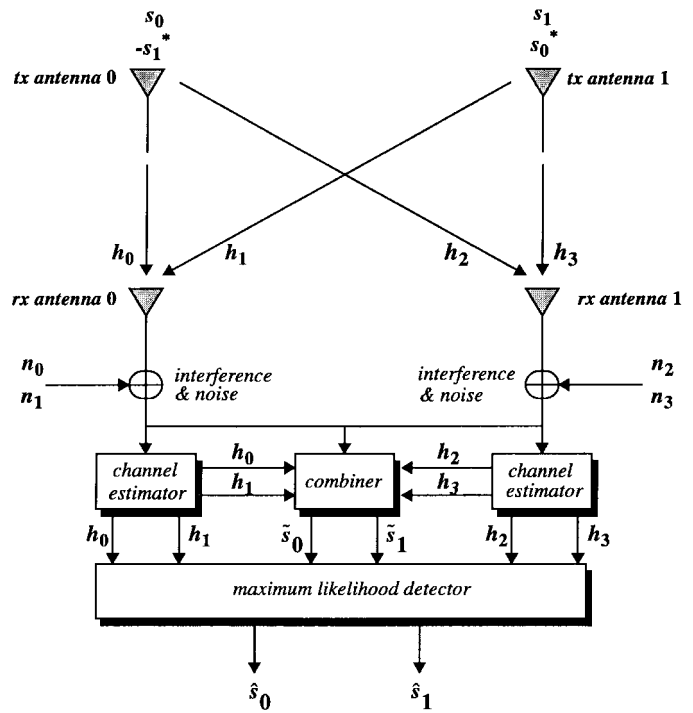 s0 s1
-s1* s0*
tx antenna 0 tx antenna 1
h0 h1 h2 h3
rx antenna 0 rx antenna 1
n0 interference interference n2
n1 & noise & noise n3
channel estimator h0 h1 combiner h2 h3 channel estimator
h0 h1 s̃0 s̃1 h2 h3
maximum likelihood detector
ŝ0 ŝ1